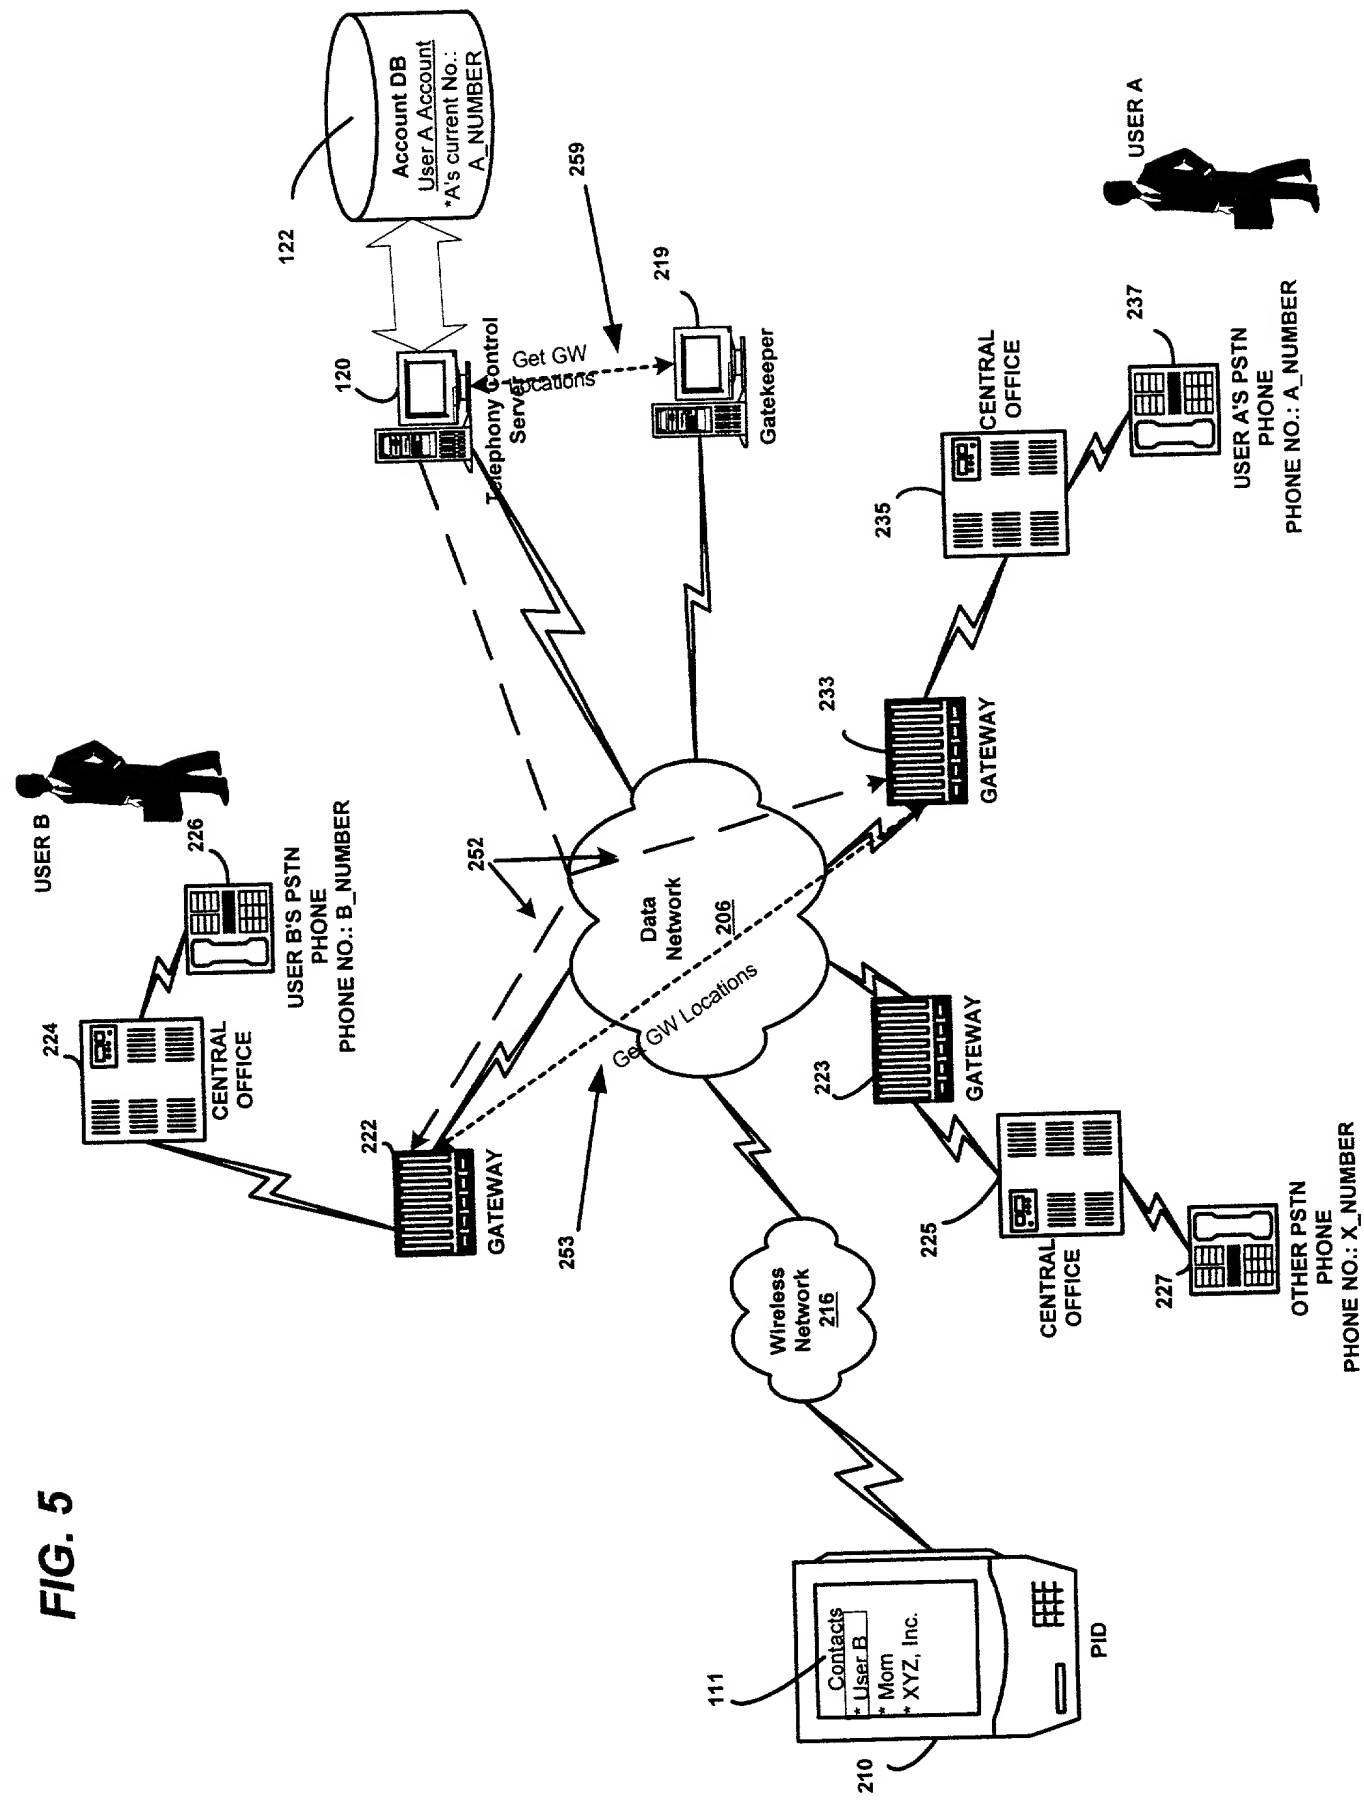 FIG. 5
USER B
226
USER B'S PSTN
PHONE
PHONE NO.: B_NUMBER
224
CENTRAL
OFFICE
222
GATEWAY
253
252
122
Account DB
User A Account
*A's current No.:
A_NUMBER
120
Telephony Control
Server
Get GW
Locations
259
219
Gatekeeper
Data
Network
206
Get GW Locations
Wireless
Network
216
111
Contacts
* User B
* Mom
* XYZ, Inc.
210
PID
233
GATEWAY
223
GATEWAY
235
CENTRAL
OFFICE
237
USER A'S PSTN
PHONE
PHONE NO.: A_NUMBER
USER A
225
CENTRAL
OFFICE
227
OTHER PSTN
PHONE
PHONE NO.: X_NUMBER